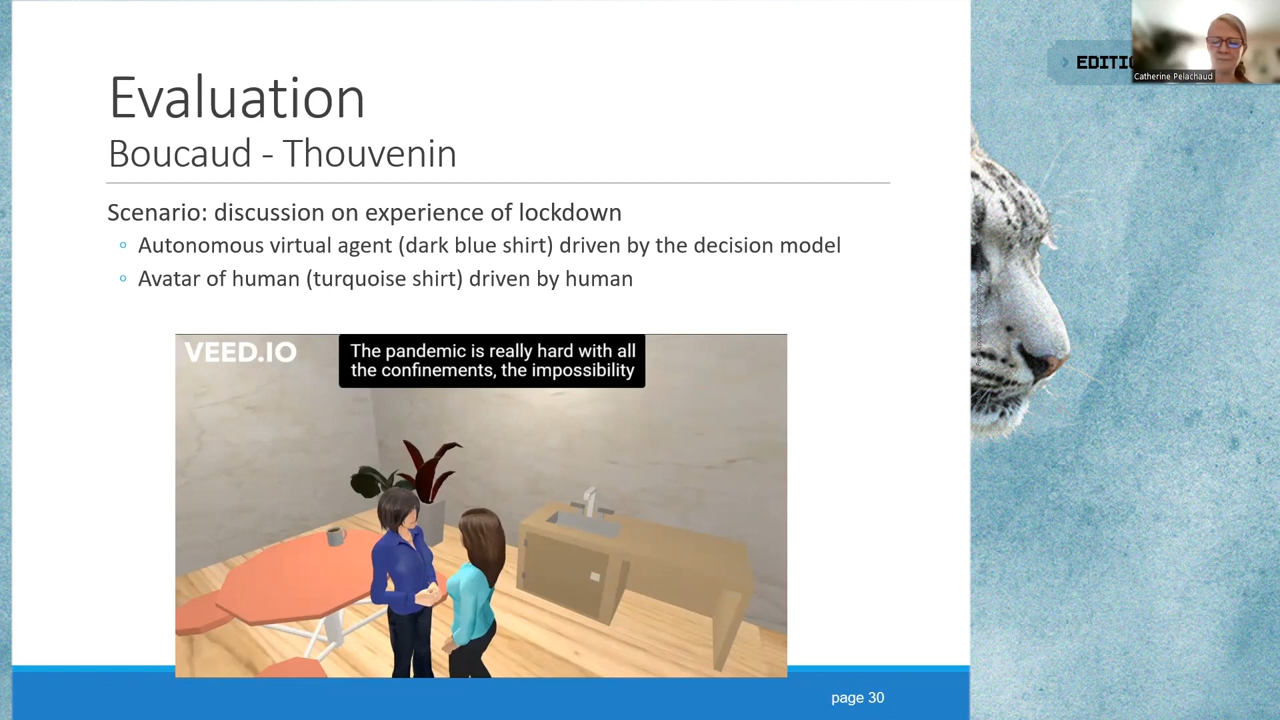 Evaluation
Boucaud - Thouvenin
Scenario: discussion on experience of lockdown
Autonomous virtual agent (dark blue shirt) driven by the decision model
Avatar of human (turquoise shirt) driven by human
VEED.IO
The pandemic is really hard with all
the confinements, the impossibility
page 30
EDITIO
Catherine Pelachaud